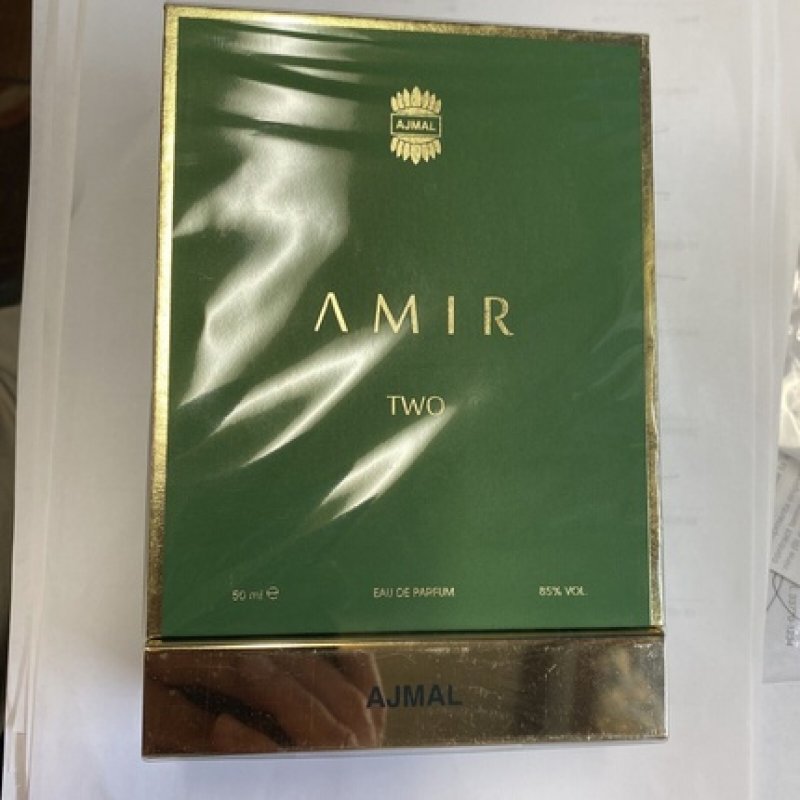 AJMAL
AMIR
TWO
50 ml ℮
EAU DE PARFUM
85% VOL.
AJMAL